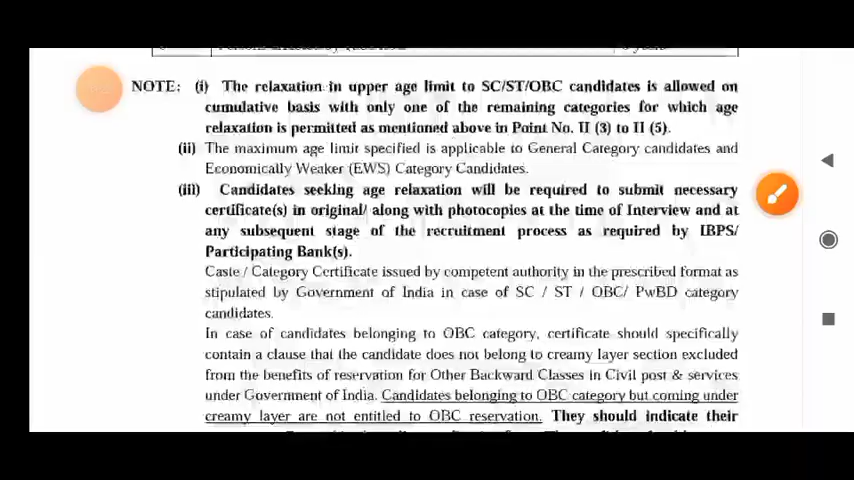 NOTE: (i) The relaxation in upper age limit to SC/ST/OBC candidates is allowed on
cumulative basis with only one of the remaining categories for which age
relaxation is permitted as mentioned above in Point No. II (3) to II (5).
(ii) The maximum age limit specified is applicable to General Category candidates and
Economically Weaker (EWS) Category Candidates.
(iii) Candidates seeking age relaxation will be required to submit necessary
certificate(s) in original/ along with photocopies at the time of Interview and at
any subsequent stage of the recruitment process as required by IBPS/
Participating Bank(s).
Caste / Category Certificate issued by competent authority in the prescribed format as
stipulated by Government of India in case of SC / ST / OBC/ PwBD category
candidates.
In case of candidates belonging to OBC category, certificate should specifically
contain a clause that the candidate does not belong to creamy layer section excluded
from the benefits of reservation for Other Backward Classes in Civil post & services
under Government of India. Candidates belonging to OBC category but coming under
creamy layer are not entitled to OBC reservation. They should indicate their